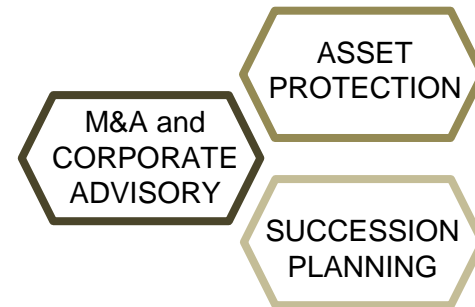 ASSET
PROTECTION
M&A and
CORPORATE
ADVISORY
SUCCESSION
PLANNING